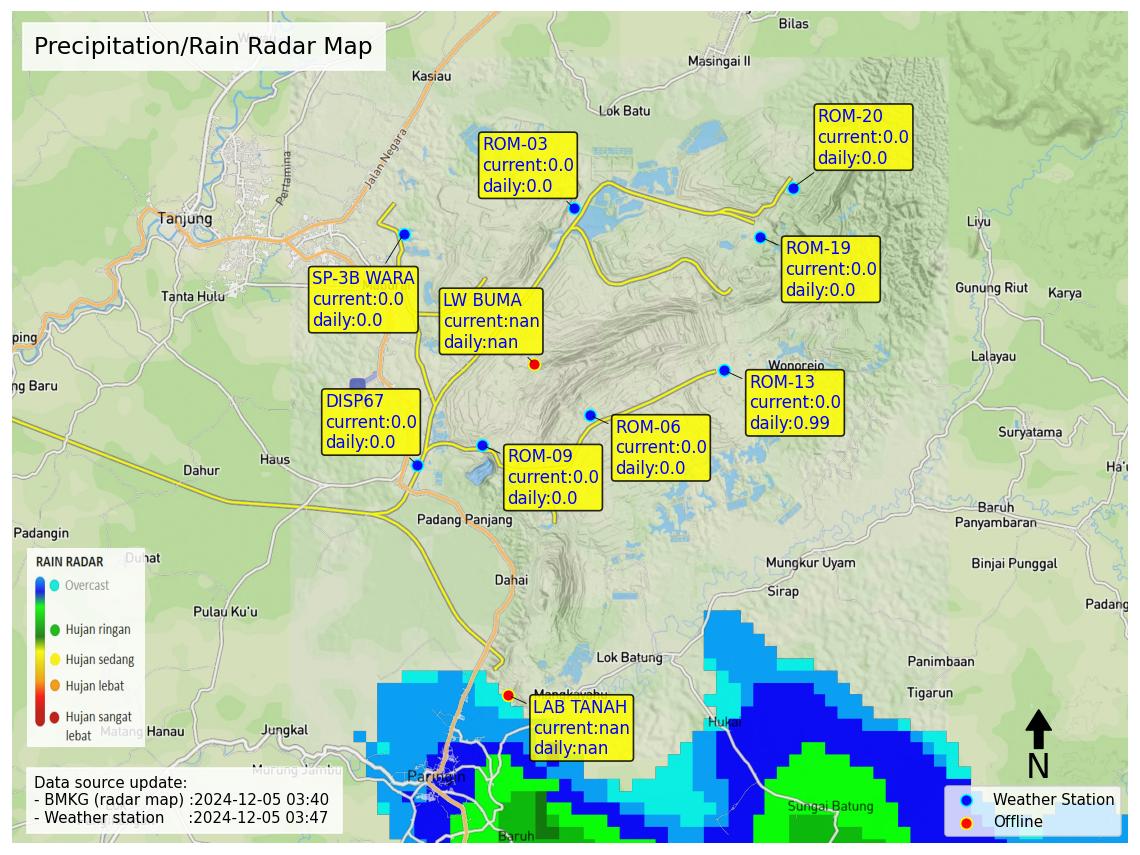 Precipitation/Rain Radar Map
Bilas
Masingai II
Kasiau
Lok Batu
Jalan Negara
Pertamina
Tanjung
Tanta Hulu
ROM-20
current:0.0
daily:0.0
ROM-03
current:0.0
daily:0.0
ROM-19
current:0.0
daily:0.0
SP-3B WARA
current:0.0
daily:0.0
LW BUMA
current:nan
daily:nan
Liyu
Gunung Riut
Karya
Lalayau
Wonorejo
ROM-13
current:0.0
daily:0.99
DISP67
current:0.0
daily:0.0
ROM-06
current:0.0
daily:0.0
ROM-09
current:0.0
daily:0.0
ping
ng Baru
Suryatama
Ha'u
Haus
Dahur
Padang Panjang
Baruh
Panyambaran
Padangin
Duhat
Dahai
Mungkur Uyam
Binjai Punggal
Sirap
Padang
Pulau Ku'u
Lok Batung
Panimbaan
Tigarun
Mangkayahu
LAB TANAH
current:nan
daily:nan
Hukai
Jungkal
Matang Hanau
Murung Jambu
Paringin
Sungai Batung
Baruh
RAIN RADAR
Overcast
Hujan ringan
Hujan sedang
Hujan lebat
Hujan sangat
lebat
Data source update:
- BMKG (radar map) :2024-12-05 03:40
- Weather station :2024-12-05 03:47
N
Weather Station
Offline